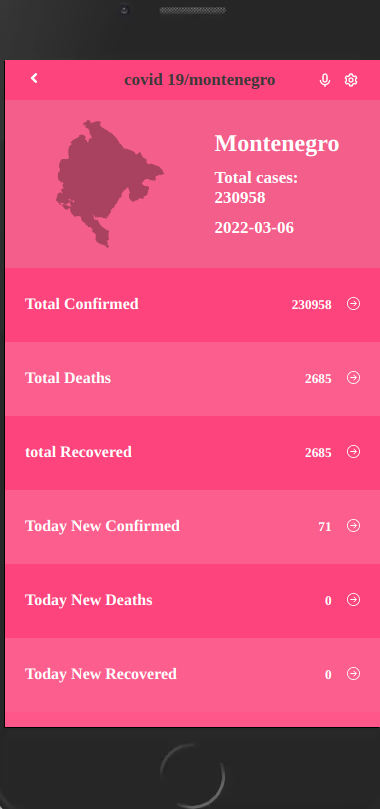 covid 19/montenegro
Montenegro
Total cases:
230958
2022-03-06
Total Confirmed 230958
Total Deaths 2685
total Recovered 2685
Today New Confirmed 71
Today New Deaths 0
Today New Recovered 0